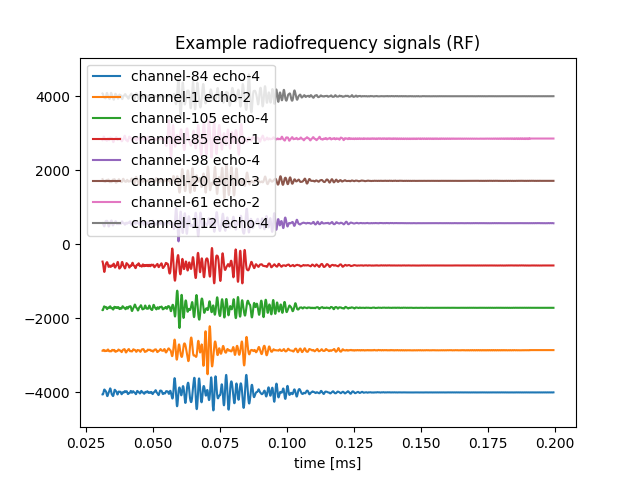 Example radiofrequency signals (RF)
channel-84 echo-4
channel-1 echo-2
channel-105 echo-4
channel-85 echo-1
channel-98 echo-4
channel-20 echo-3
channel-61 echo-2
channel-112 echo-4
4000
2000
0
−2000
−4000
0.025 0.050 0.075 0.100 0.125 0.150 0.175 0.200
time [ms]